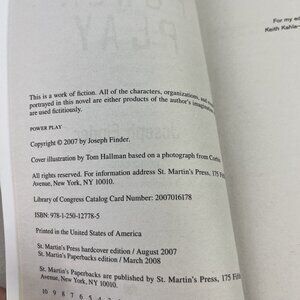 POWER
PLAY
For my ed
Keith Kahla—
This is a work of fiction. All of the characters, organizations, and
portrayed in this novel are either products of the author's imagination
are used fictitiously.
POWER PLAY
Copyright © 2007 by Joseph Finder.
Cover illustration by Tom Hallman based on a photograph from Corbis
All rights reserved. For information address St. Martin's Press, 175 Fifth
Avenue, New York, NY 10010.
Library of Congress Catalog Card Number: 2007016178
ISBN: 978-1-250-12778-5
Printed in the United States of America
St. Martin's Press hardcover edition / August 2007
St. Martin's Paperbacks edition / March 2008
St. Martin's Paperbacks are published by St. Martin's Press, 175 Fifth
Avenue, New York, NY 10010.
10 9 8 7 6 5 4